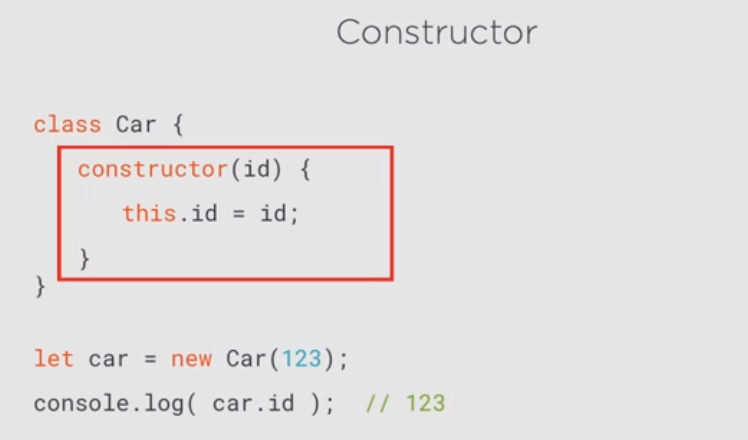 Constructor
class Car {
constructor(id) {
this.id = id;
}
}
let car = new Car(123);
console.log( car.id ); // 123